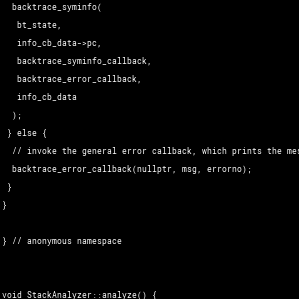 backtrace_syminfo(
bt_state,
info_cb_data->pc,
backtrace_syminfo_callback,
backtrace_error_callback,
info_cb_data
);
} else {
// invoke the general error callback, which prints the
backtrace_error_callback(nullptr, msg, errorno);
}
}
} // anonymous namespace
void StackAnalyzer::analyze() {